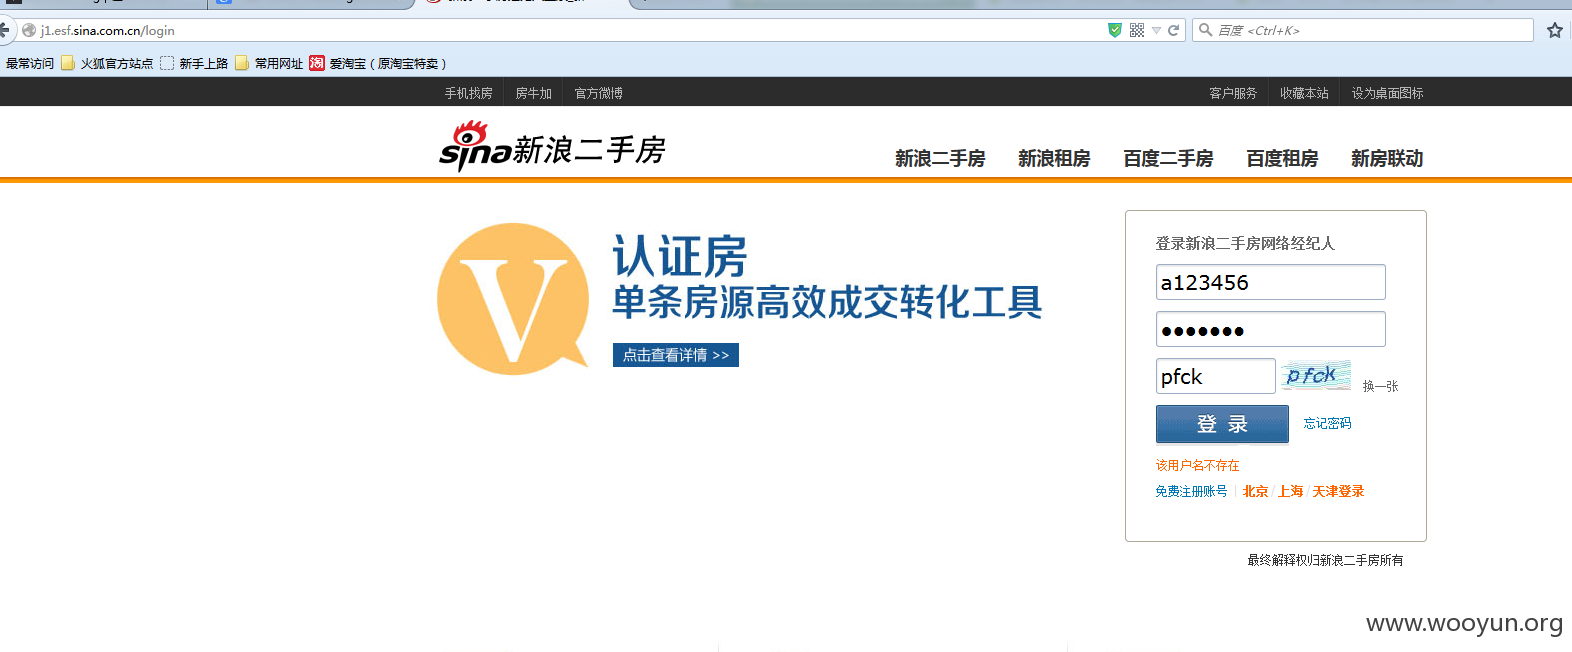 j1.esf.sina.com.cn/login
百度 <Ctrl+K>
最常访问 火狐官方站点 新手上路 常用网址 淘 爱淘宝（原淘宝特卖）
手机找房 房牛加 官方微博 客户服务 收藏本站 设为桌面图标
sina新浪二手房
新浪二手房 新浪租房 百度二手房 百度租房 新房联动
V
认证房
单条房源高效成交转化工具
点击查看详情 >>
登录新浪二手房网络经纪人
a123456
•••••••
pfck pfck 换一张
登 录 忘记密码
该用户名不存在
免费注册账号 | 北京 / 上海 / 天津登录
最终解释权归新浪二手房所有
www.wooyun.org